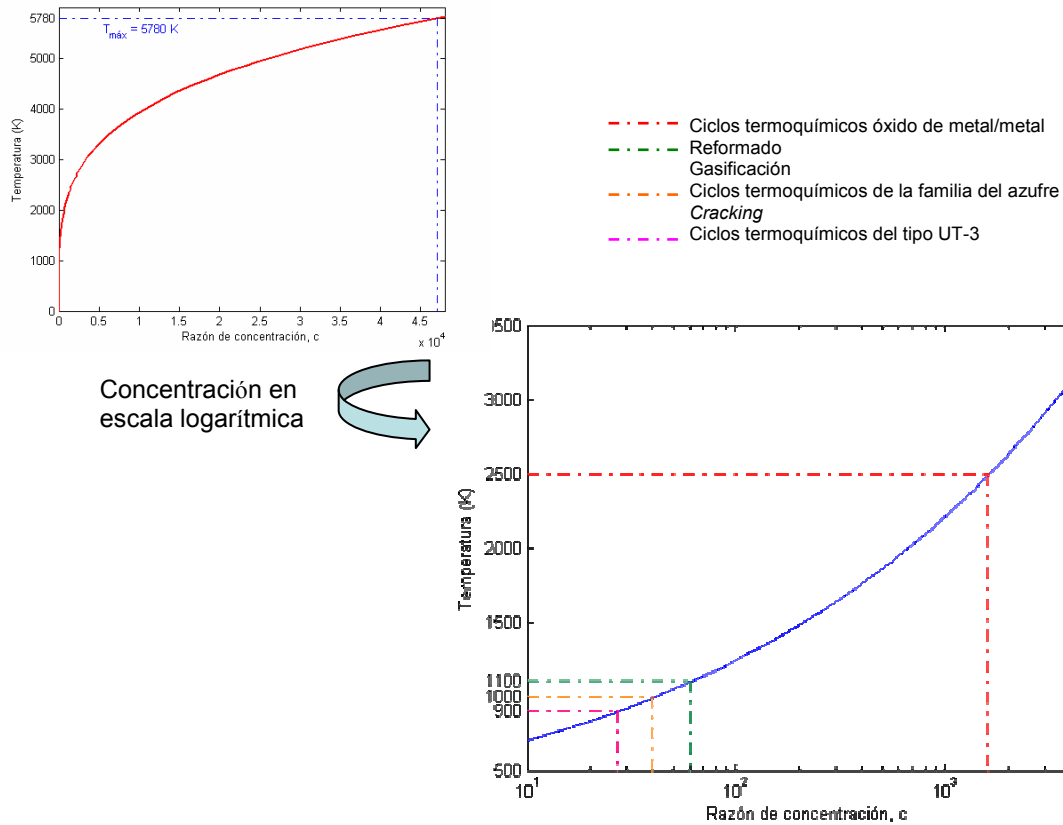 5780
5000
4000
3000
2000
1000
0
T máx = 5780 K
Temperatura (K)
0 0.5 1 1.5 2 2.5 3 3.5 4 4.5
Razón de concentración, c
x 10^4
Ciclos termoquímicos óxido de metal/metal
Reformado
Gasificación
Ciclos termoquímicos de la familia del azufre
Cracking
Ciclos termoquímicos del tipo UT-3
Concentración en
escala logarítmica
3500
3000
2500
2000
1500
1100
1000
900
500
Temperatura (K)
10^1 10^2 10^3
Razón de concentración, c